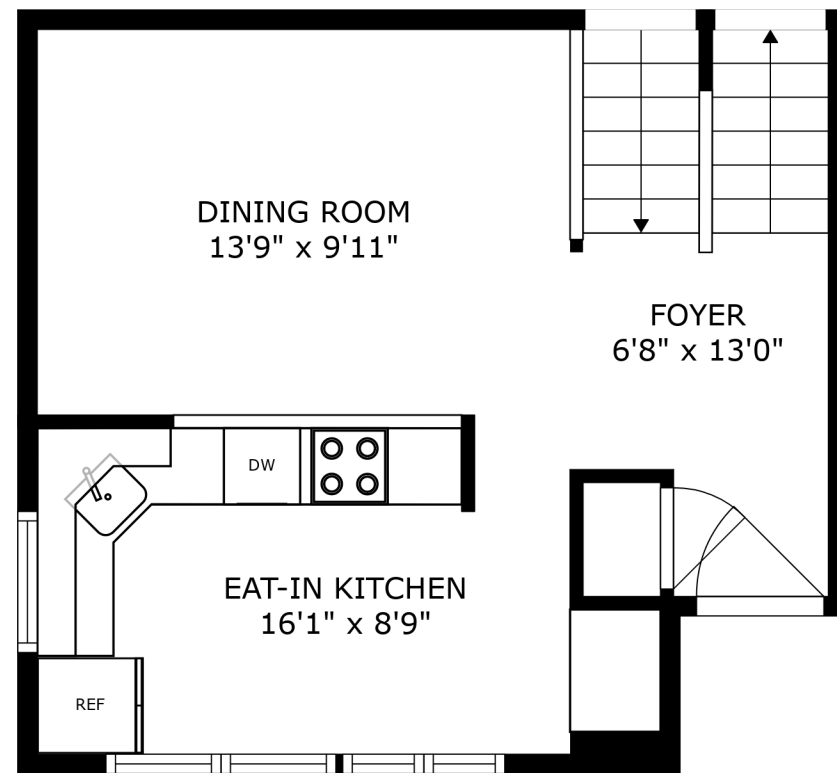 DINING ROOM
13'9" x 9'11"
FOYER
6'8" x 13'0"
DW
EAT-IN KITCHEN
16'1" x 8'9"
REF